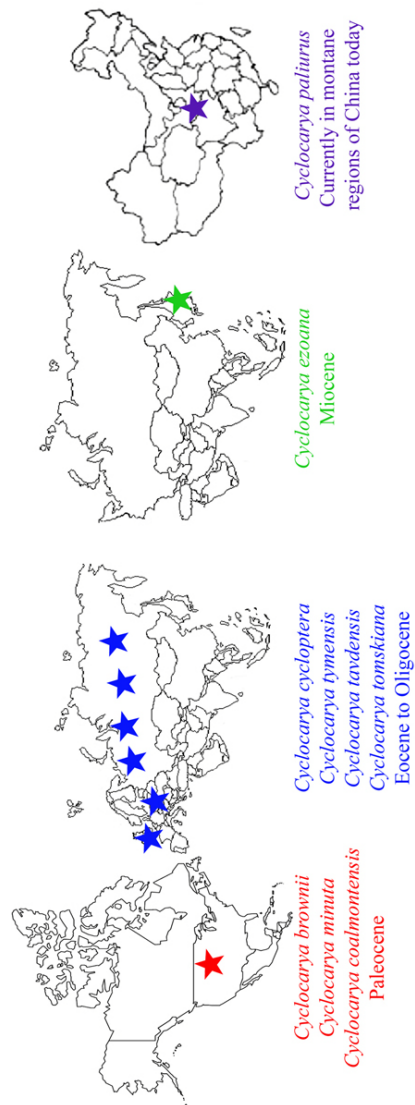 Cyclocarya brownii
Cyclocarya minuta
Cyclocarya coalmontensis
Paleocene
Cyclocarya cycloptera
Cyclocarya tymensis
Cyclocarya tavdensis
Cyclocarya tomskiana
Eocene to Oligocene
Cyclocarya ezoana
Miocene
Cyclocarya paliurus
Currently in montane
regions of China today